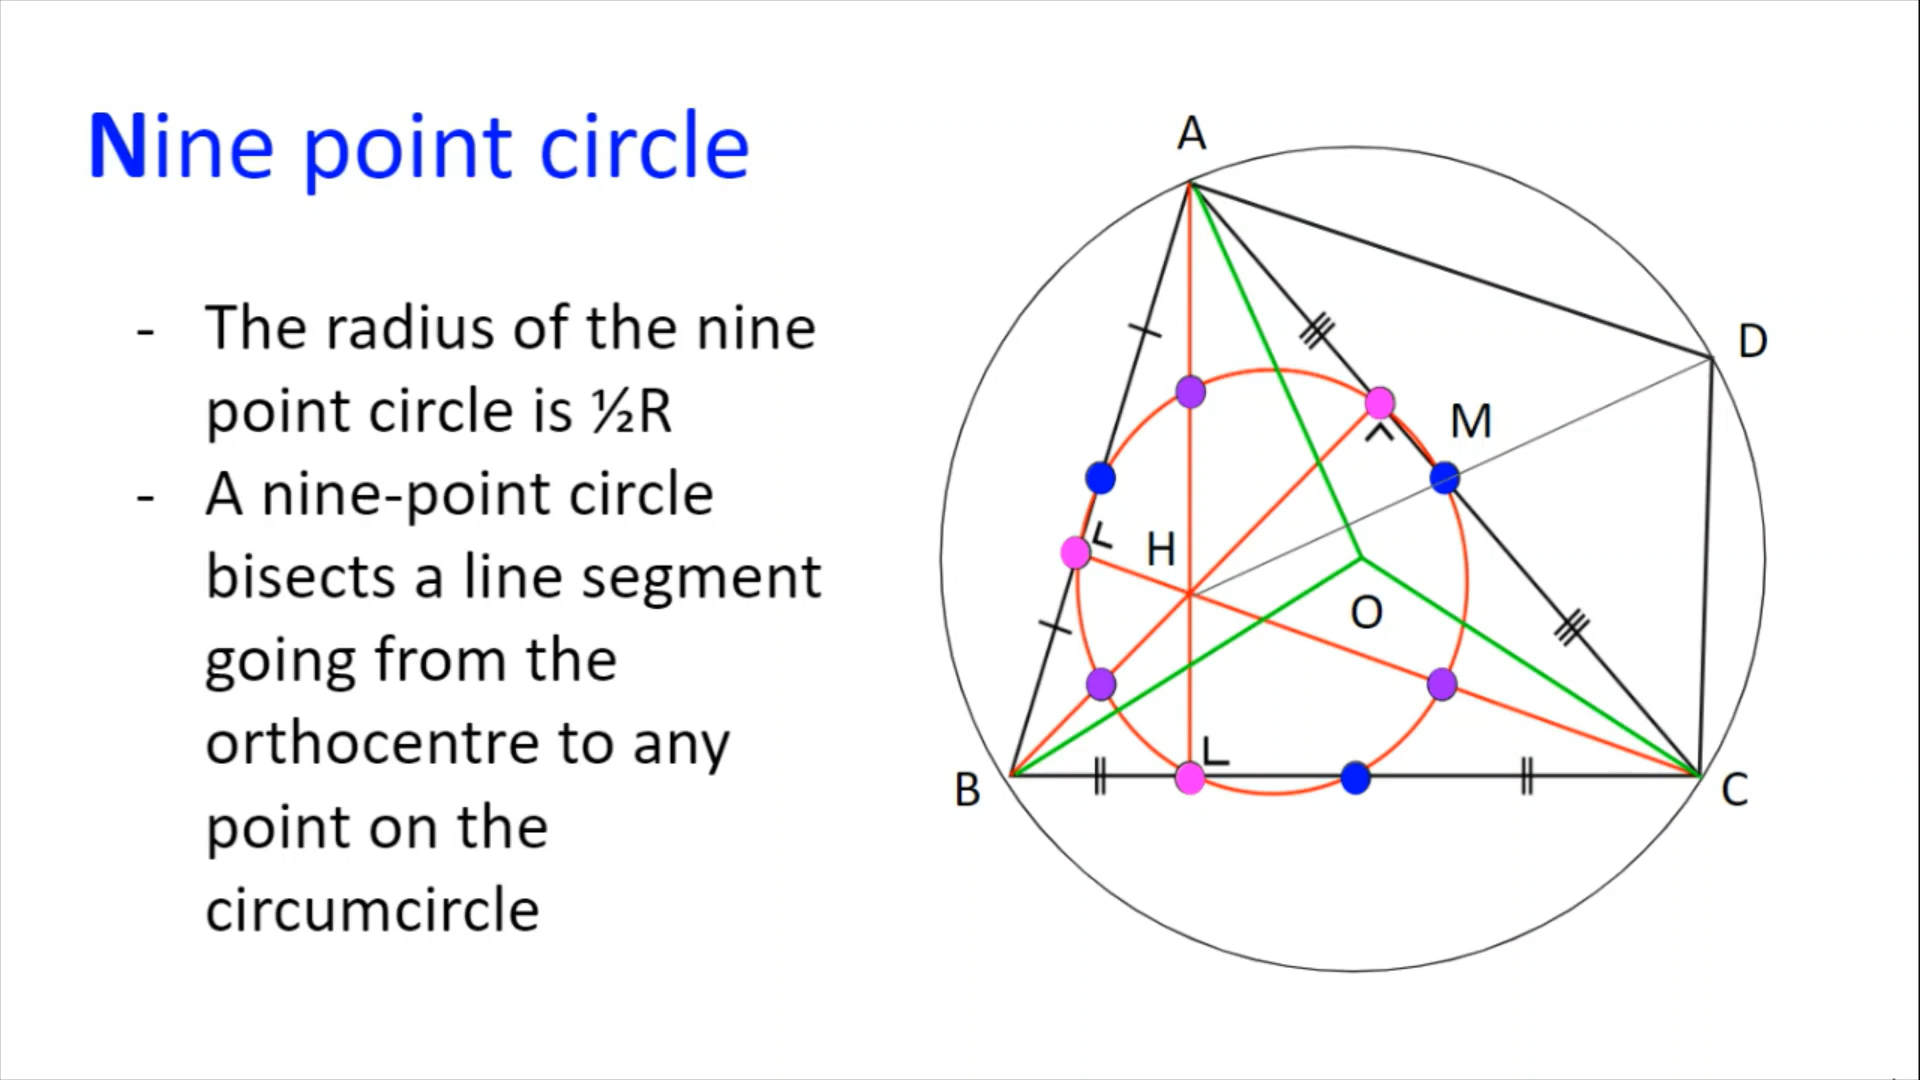 Nine point circle
- The radius of the nine
point circle is ½R
- A nine-point circle
bisects a line segment
going from the
orthocentre to any
point on the
circumcircle
A
D
M
H
O
B
C